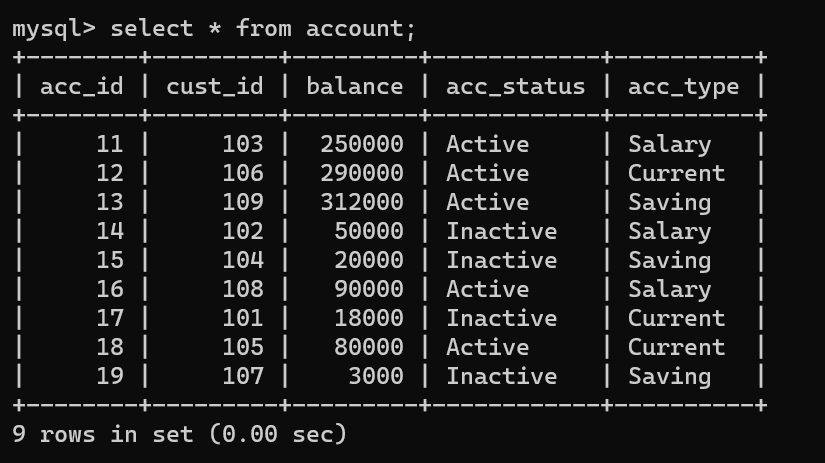 mysql> select * from account;
+--------+---------+---------+------------+----------+
| acc_id | cust_id | balance | acc_status | acc_type |
+--------+---------+---------+------------+----------+
|     11 |     103 |  250000 | Active     | Salary   |
|     12 |     106 |  290000 | Active     | Current  |
|     13 |     109 |  312000 | Active     | Saving   |
|     14 |     102 |   50000 | Inactive   | Salary   |
|     15 |     104 |   20000 | Inactive   | Saving   |
|     16 |     108 |   90000 | Active     | Salary   |
|     17 |     101 |   18000 | Inactive   | Current  |
|     18 |     105 |   80000 | Active     | Current  |
|     19 |     107 |    3000 | Inactive   | Saving   |
+--------+---------+---------+------------+----------+
9 rows in set (0.00 sec)